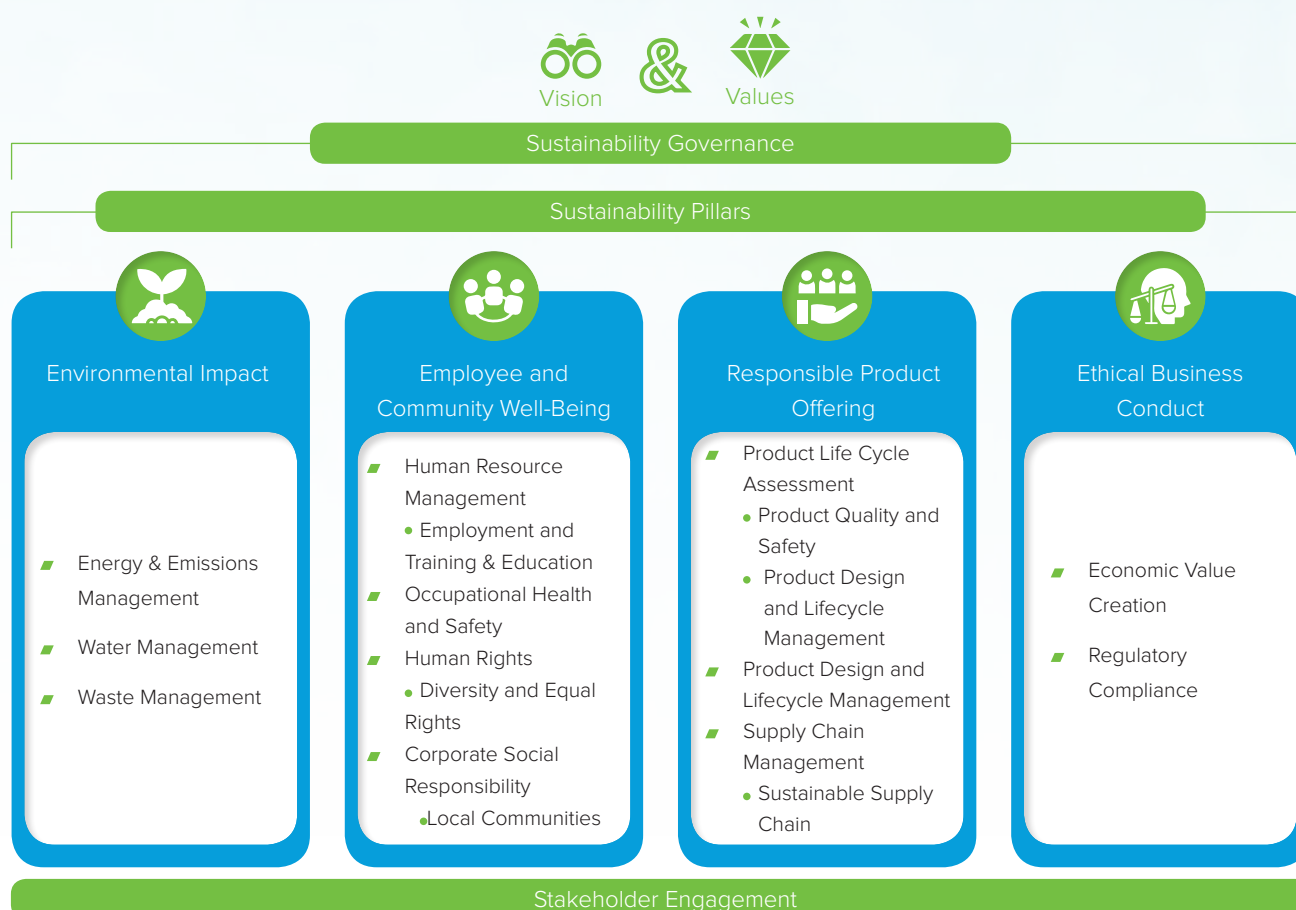 &
Vision
Values
Sustainability Governance
Sustainability Pillars
Environmental Impact
Energy & Emissions
Management
Water Management
Waste Management
Employee and
Community Well-Being
Human Resource
Management
• Employment and
Training & Education
Occupational Health
and Safety
Human Rights
• Diversity and Equal
Rights
Corporate Social
Responsibility
•Local Communities
Responsible Product
Offering
Product Life Cycle
Assessment
• Product Quality and
Safety
• Product Design
and Lifecycle
Management
Product Design and
Lifecycle Management
Supply Chain
Management
• Sustainable Supply
Chain
Ethical Business
Conduct
Economic Value
Creation
Regulatory
Compliance
Stakeholder Engagement